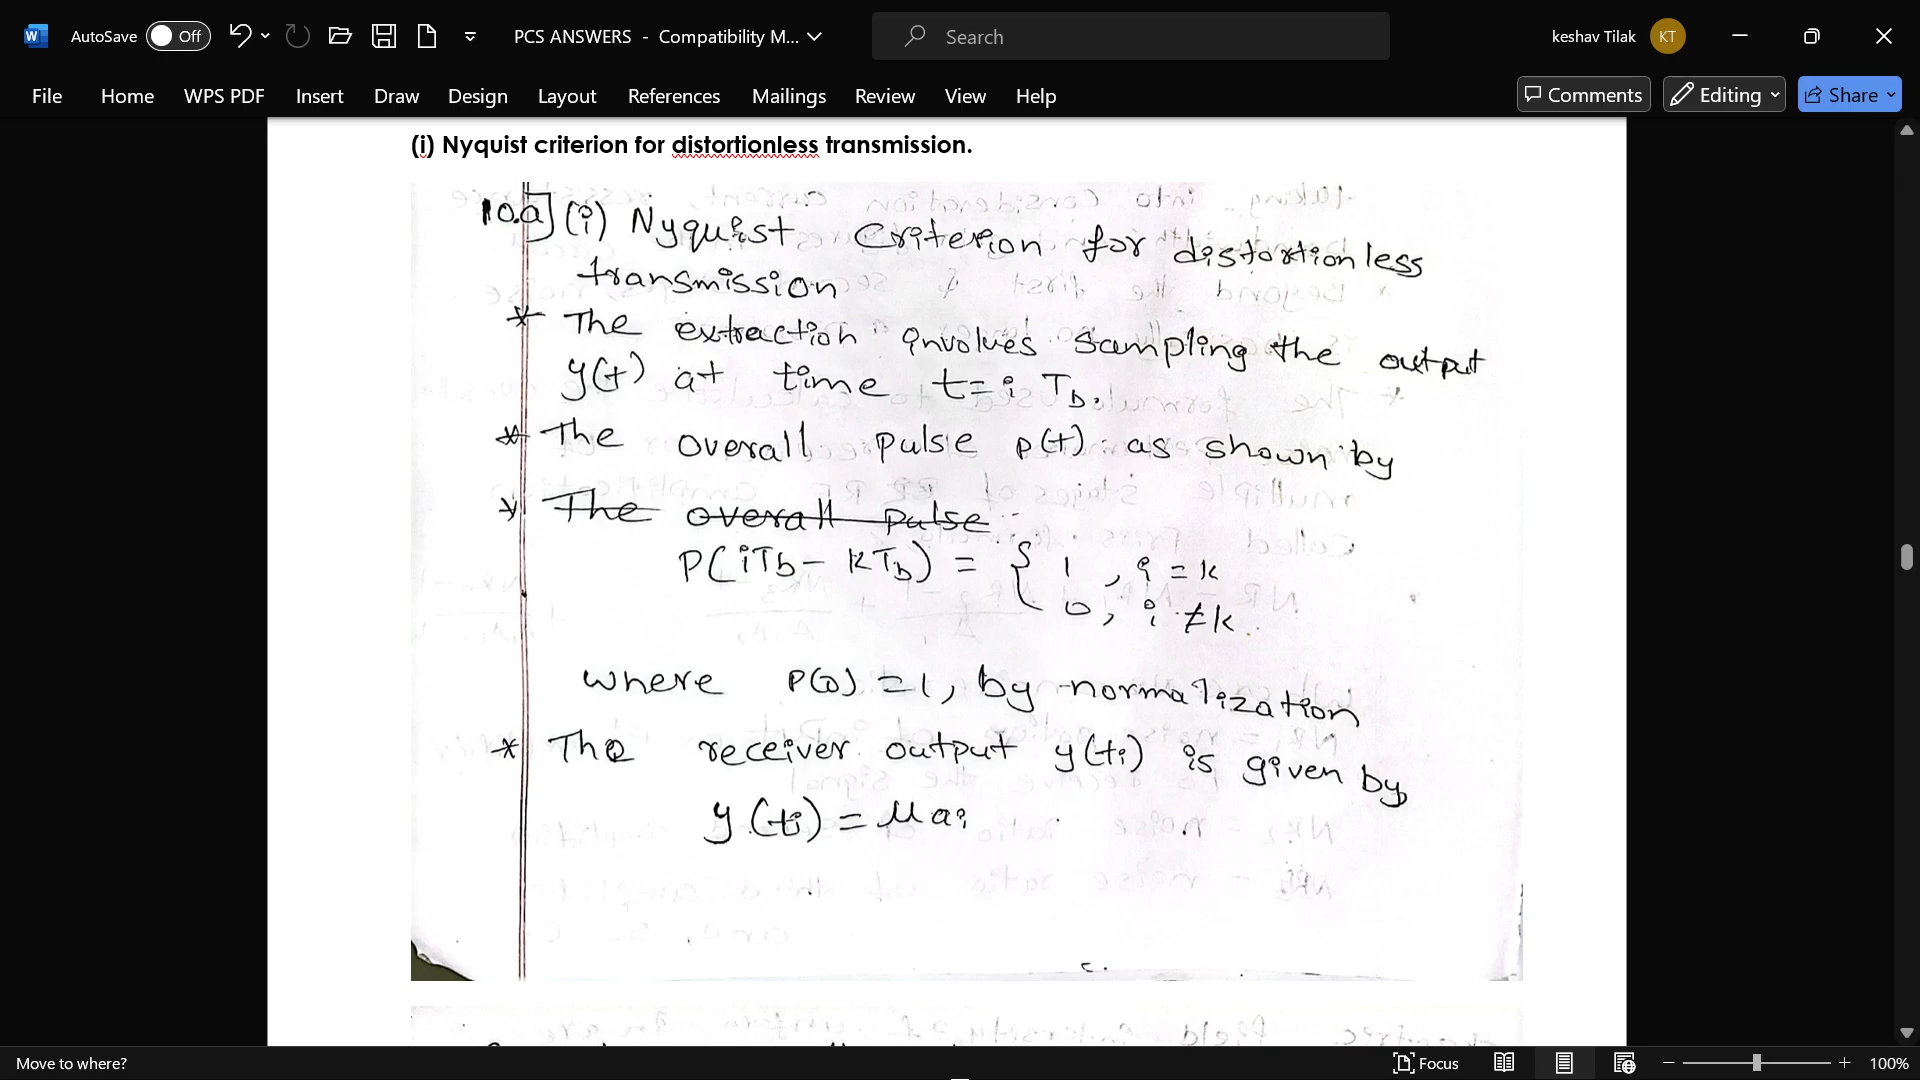 AutoSave Off PCS ANSWERS - Compatibility M... Search keshav Tilak KT
File Home WPS PDF Insert Draw Design Layout References Mailings Review View Help Comments Editing Share
(i) Nyquist criterion for distortionless transmission.
10.a] (i) Nyquist Criterion for distortionless
transmission
* The extraction involves sampling the output
y(t) at time t=i Tb.
* The overall pulse p(t) as shown by
* The overall pulse
P(iTb - kTb) = { 1 , i = k
0 , i ≠ k
where P(0) = 1, by normalization
* The receiver output y(ti) is given by
y (ti) = μ ai
Move to where? Focus 100%